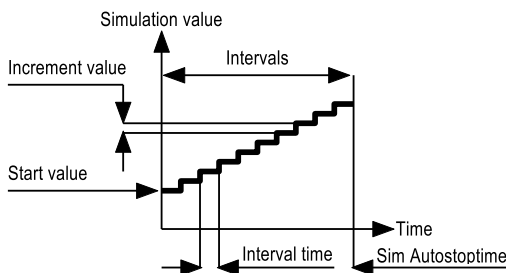 Simulation value
Intervals
Increment value
Start value
Time
Interval time
Sim Autostoptime